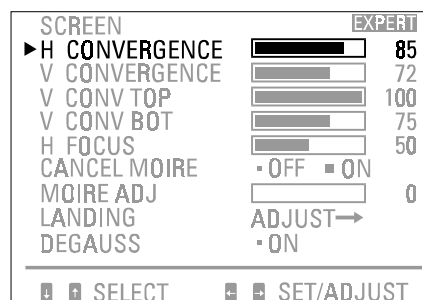 SCREEN EXPERT
►H CONVERGENCE 85
V CONVERGENCE 72
V CONV TOP 100
V CONV BOT 75
H FOCUS 50
CANCEL MOIRE ▪OFF ■ON
MOIRE ADJ 0
LANDING ADJUST→
DEGAUSS ▪ON
↓ ↑ SELECT ← → SET/ADJUST